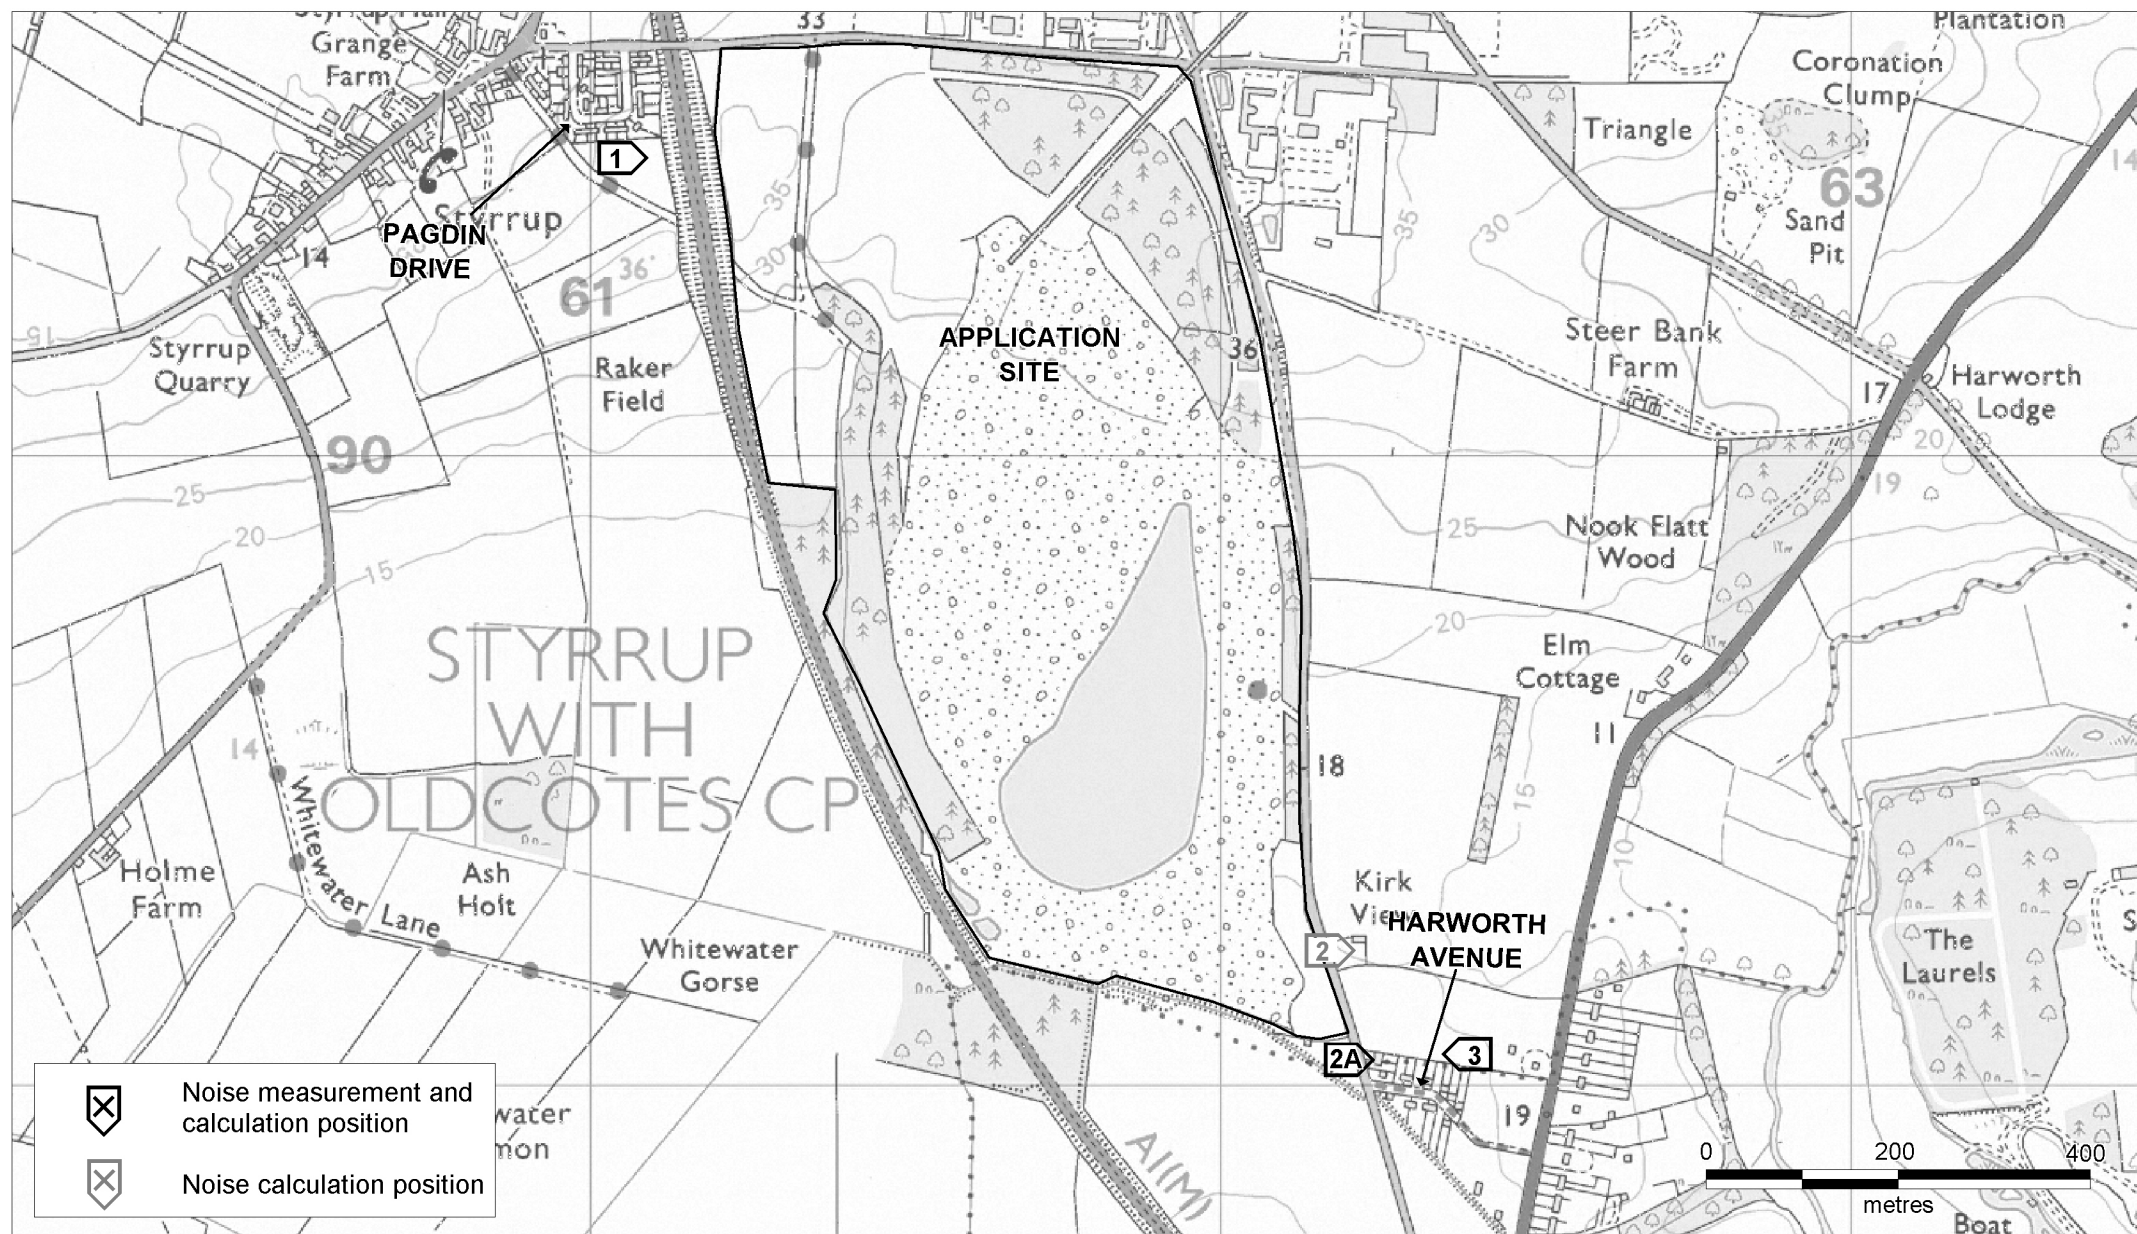 Grange
Farm
33
Plantation
Coronation
Clump
Triangle
63
Sand
Pit
14
1
Styrrup
PAGDIN
DRIVE
14
61
36
35
30
35
30
35
15
Styrrup
Quarry
Raker
Field
APPLICATION
SITE
36
Steer Bank
Farm
17
Harworth
Lodge
20
90
25
20
15
19
25
Nook Flatt
Wood
20
STYRRUP
WITH
OLDCOTES CP
Elm
Cottage
11
14
18
15
10
Whitewater Lane
Holme
Farm
Ash
Holt
Whitewater
Gorse
Kirk
View
HARWORTH
AVENUE
2
The
Laurels
2A
3
19
A1(M)
water
mon
Noise measurement and
calculation position
Noise calculation position
0 200 400
metres
Boat